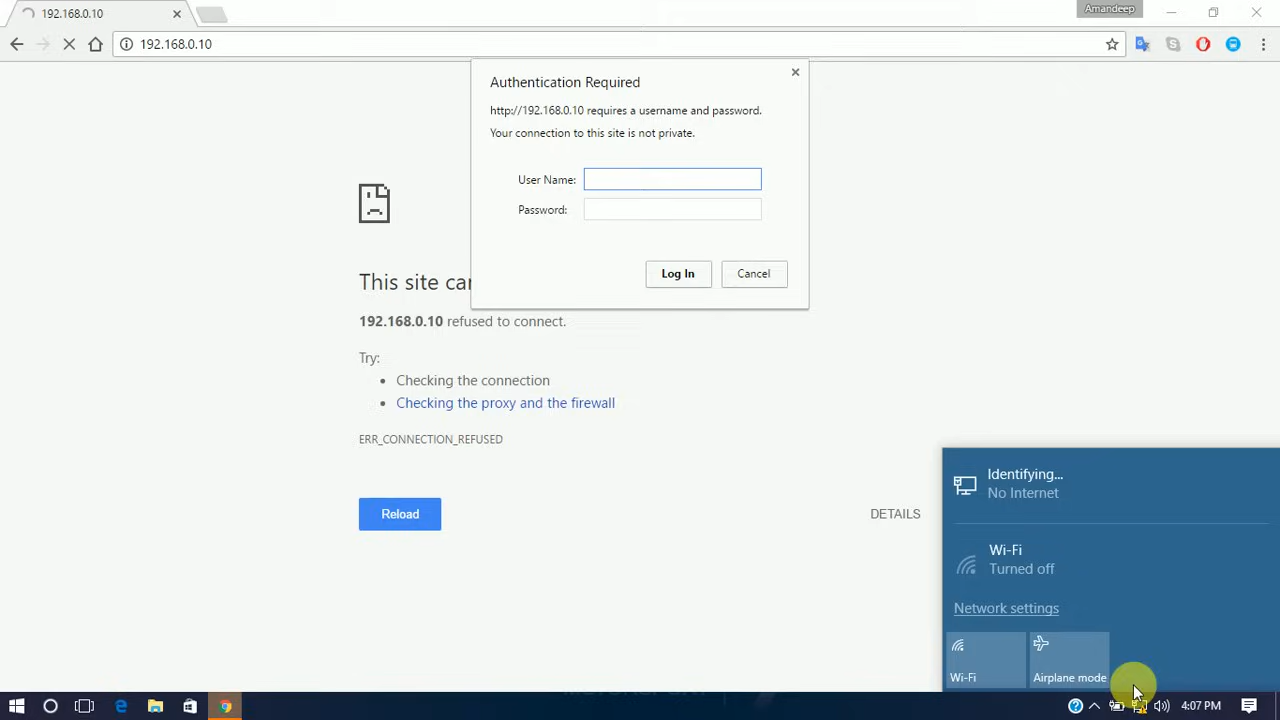 192.168.0.10
Amandeep
192.168.0.10
Authentication Required
http://192.168.0.10 requires a username and password.
Your connection to this site is not private.
User Name:
Password:
Log In
Cancel
This site ca
192.168.0.10 refused to connect.
Try:
Checking the connection
Checking the proxy and the firewall
ERR_CONNECTION_REFUSED
Reload
DETAILS
Identifying...
No Internet
Wi-Fi
Turned off
Network settings
Wi-Fi
Airplane mode
4:07 PM